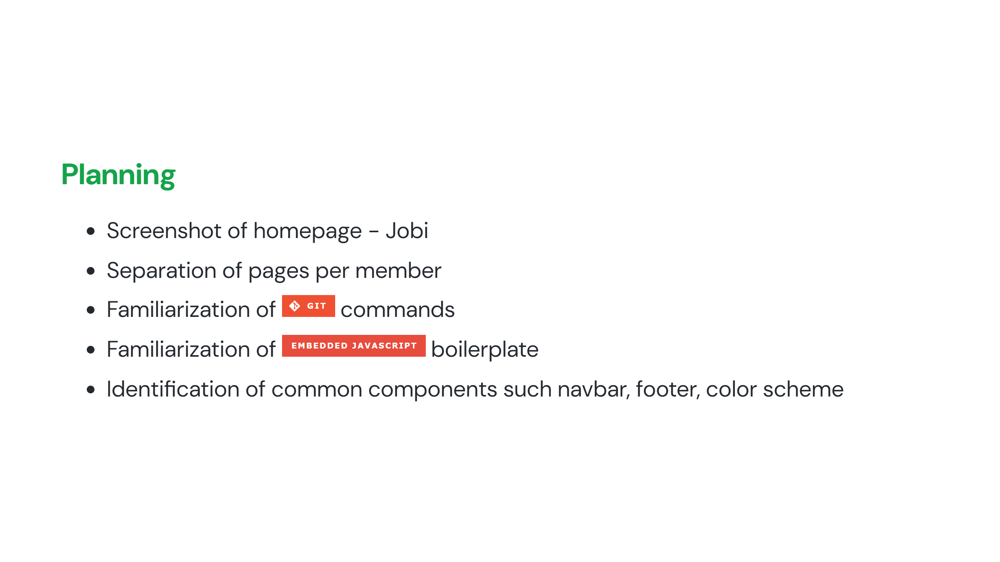 Planning
Screenshot of homepage - Jobi
Separation of pages per member
Familiarization of GIT commands
Familiarization of EMBEDDED JAVASCRIPT boilerplate
Identification of common components such navbar, footer, color scheme